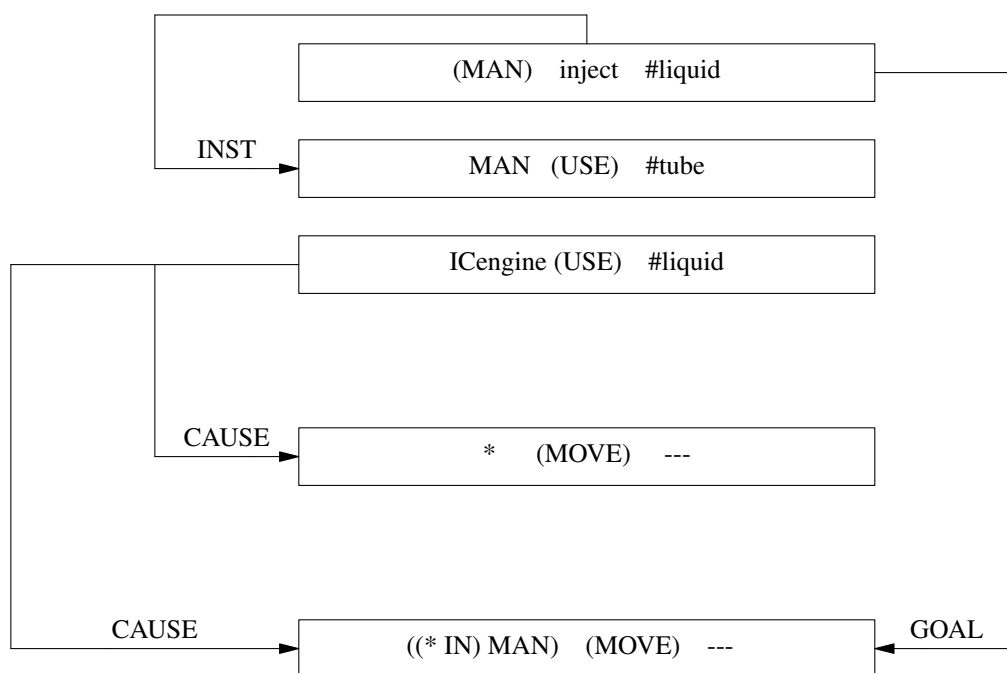 (MAN) inject #liquid
INST
MAN (USE) #tube
ICengine (USE) #liquid
CAUSE
* (MOVE) ---
CAUSE
((* IN) MAN) (MOVE) ---
GOAL